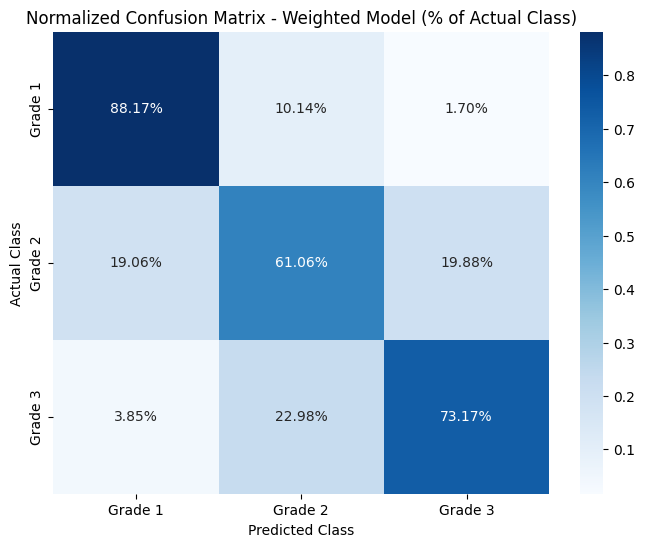 Normalized Confusion Matrix - Weighted Model (% of Actual Class)
Actual Class
Grade 1
88.17% 10.14% 1.70%
Grade 2
19.06% 61.06% 19.88%
Grade 3
3.85% 22.98% 73.17%
Grade 1 Grade 2 Grade 3
Predicted Class
0.8
0.7
0.6
0.5
0.4
0.3
0.2
0.1